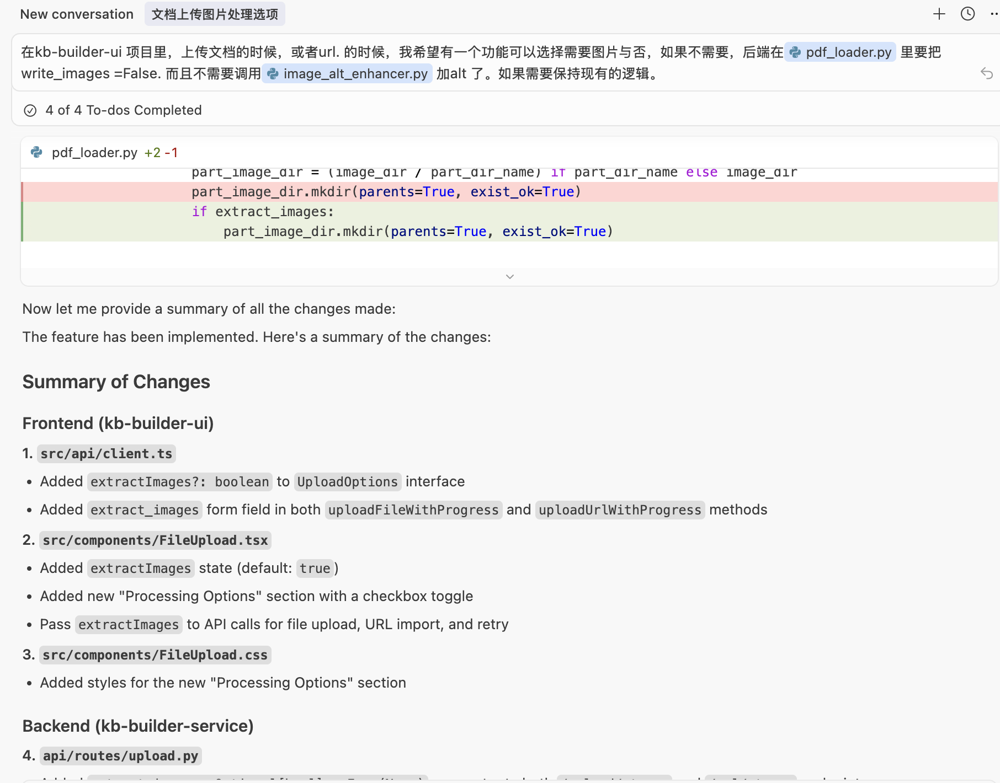 New conversation 文档上传图片处理选项
在kb-builder-ui 项目里，上传文档的时候，或者url. 的时候，我希望有一个功能可以选择需要图片与否，如果不需要，后端在 pdf_loader.py 里要把
write_images =False. 而且不需要调用 image_alt_enhancer.py 加alt 了。如果需要保持现有的逻辑。
4 of 4 To-dos Completed
pdf_loader.py +2 -1
part_image_dir = (image_dir / part_dir_name) if part_dir_name else image_dir
part_image_dir.mkdir(parents=True, exist_ok=True)
if extract_images:
part_image_dir.mkdir(parents=True, exist_ok=True)
Now let me provide a summary of all the changes made:
The feature has been implemented. Here's a summary of the changes:
Summary of Changes
Frontend (kb-builder-ui)
1. src/api/client.ts
• Added extractImages?: boolean to UploadOptions interface
• Added extract_images form field in both uploadFileWithProgress and uploadUrlWithProgress methods
2. src/components/FileUpload.tsx
• Added extractImages state (default: true)
• Added new "Processing Options" section with a checkbox toggle
• Pass extractImages to API calls for file upload, URL import, and retry
3. src/components/FileUpload.css
• Added styles for the new "Processing Options" section
Backend (kb-builder-service)
4. api/routes/upload.py